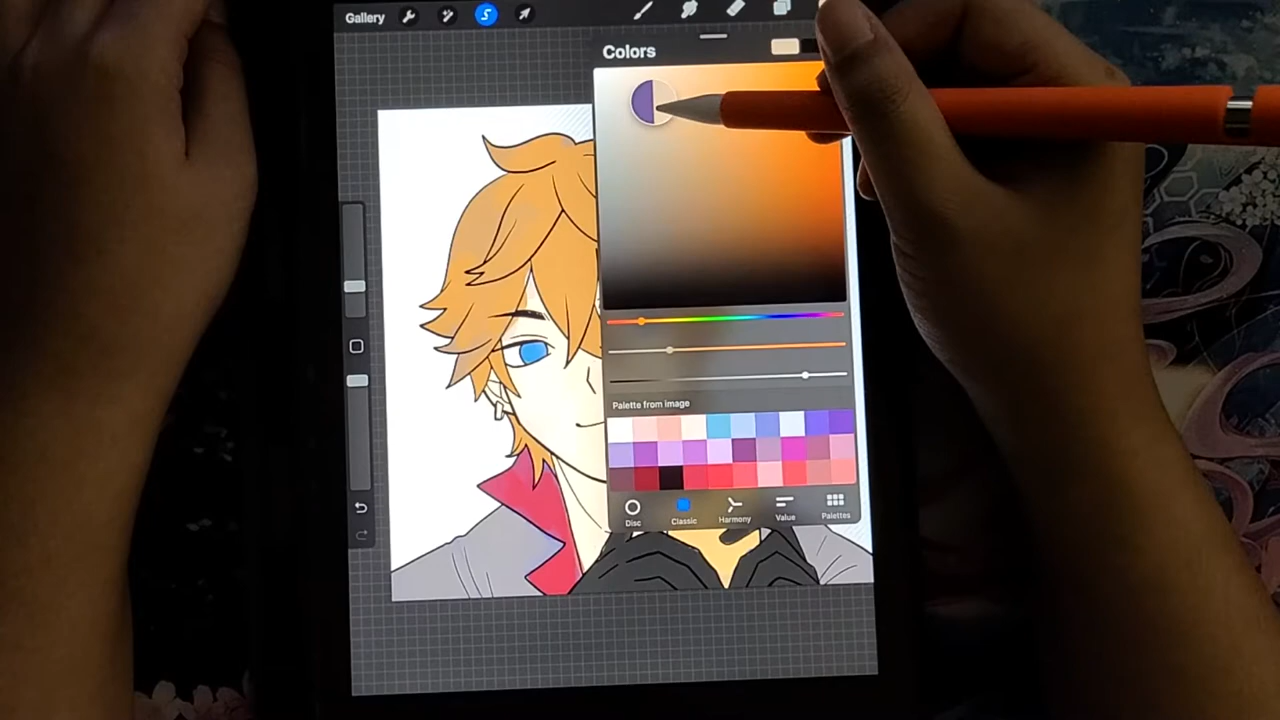 Gallery
Colors
Palette from image
Disc
Classic
Harmony
Value
Palettes